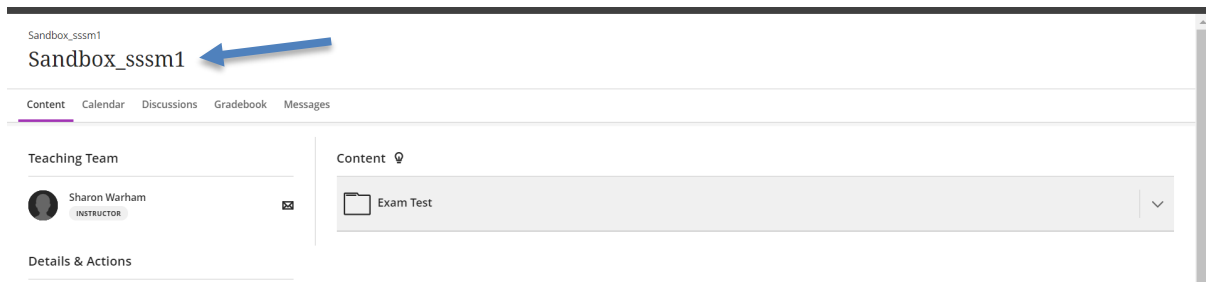 Sandbox_sssm1
Sandbox_sssm1
Content Calendar Discussions Gradebook Messages
Teaching Team
Sharon Warham
INSTRUCTOR
Details & Actions
Content
Exam Test